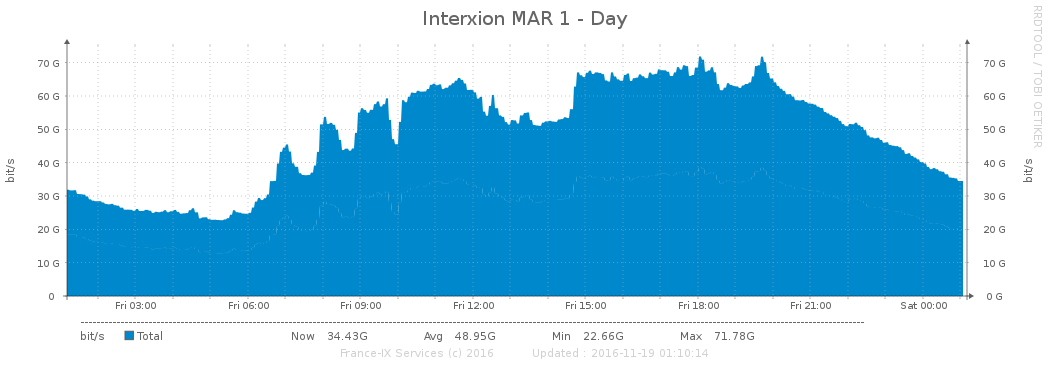 Interxion MAR 1 - Day
RRDTOOL / TOBI OETIKER
bit/s
70 G
60 G
50 G
40 G
30 G
20 G
10 G
0
70 G
60 G
50 G
40 G
30 G
20 G
10 G
0 G
bit/s
Fri 03:00 Fri 06:00 Fri 09:00 Fri 12:00 Fri 15:00 Fri 18:00 Fri 21:00 Sat 00:00
bit/s Total Now 34.43G Avg 48.95G Min 22.66G Max 71.78G
France-IX Services (c) 2016 Updated : 2016-11-19 01:10:14